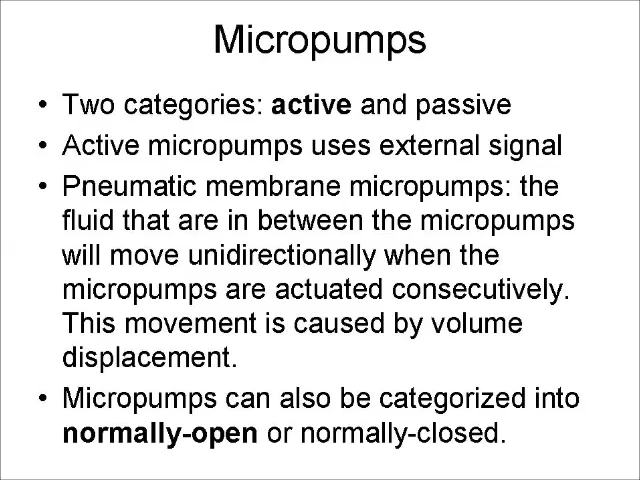 Micropumps
• Two categories: active and passive
• Active micropumps uses external signal
• Pneumatic membrane micropumps: the
fluid that are in between the micropumps
will move unidirectionally when the
micropumps are actuated consecutively.
This movement is caused by volume
displacement.
• Micropumps can also be categorized into
normally-open or normally-closed.